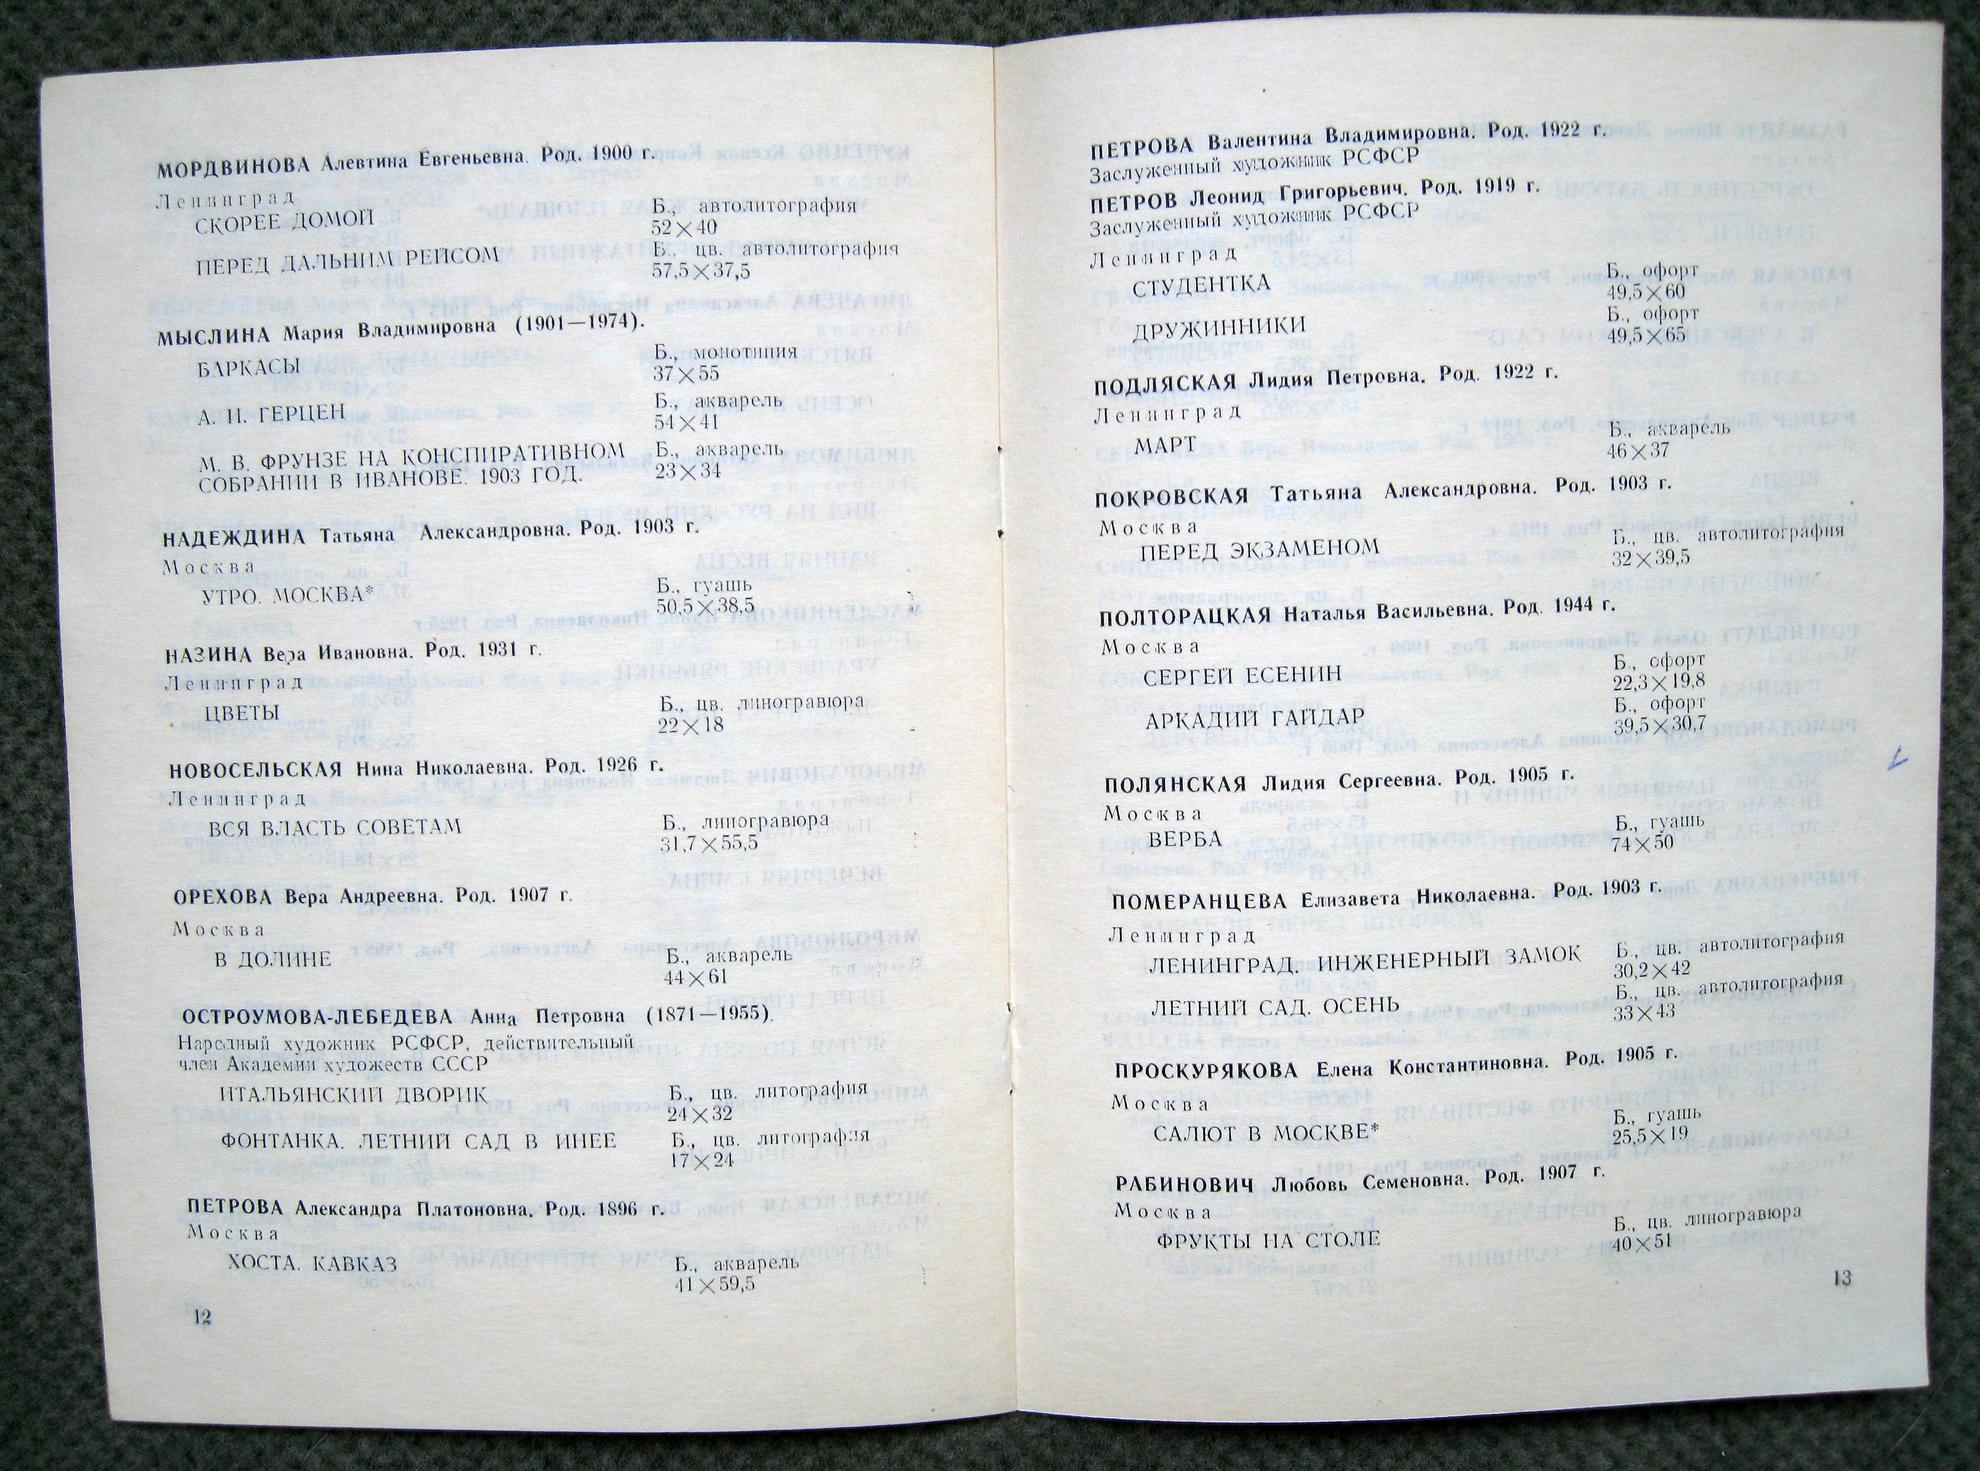 МОРДВИНОВА Алевтина Евгеньевна. Род. 1900 г.
Ленинград
СКОРЕЕ ДОМОЙ Б., автолитография
52×40
ПЕРЕД ДАЛЬНИМ РЕЙСОМ Б., цв. автолитография
57,5×37,5
МЫСЛИНА Мария Владимировна (1901—1974).
БАРКАСЫ Б., монотипия
37×55
А. И. ГЕРЦЕН Б., акварель
54×41
М. В. ФРУНЗЕ НА КОНСПИРАТИВНОМ Б., акварель
СОБРАНИИ В ИВАНОВЕ. 1903 ГОД. 23×34
НАДЕЖДИНА Татьяна Александровна. Род. 1903 г.
Москва
УТРО. МОСКВА* Б., гуашь
50,5×38,5
НАЗИНА Вера Ивановна. Род. 1931 г.
Ленинград
ЦВЕТЫ Б., цв. линогравюра
22×18
НОВОСЕЛЬСКАЯ Нина Николаевна. Род. 1926 г.
Ленинград
ВСЯ ВЛАСТЬ СОВЕТАМ Б., линогравюра
31,7×55,5
ОРЕХОВА Вера Андреевна. Род. 1907 г.
Москва
В ДОЛИНЕ Б., акварель
44×61
ОСТРОУМОВА-ЛЕБЕДЕВА Анна Петровна (1871—1955).
Народный художник РСФСР, действительный
член Академии художеств СССР
ИТАЛЬЯНСКИЙ ДВОРИК Б., цв. литография
24×32
ФОНТАНКА. ЛЕТНИЙ САД В ИНЕЕ Б., цв. литография
17×24
ПЕТРОВА Александра Платоновна. Род. 1896 г.
Москва
ХОСТА. КАВКАЗ Б., акварель
41×59,5
12
ПЕТРОВА Валентина Владимировна. Род. 1922 г.
Заслуженный художник РСФСР
ПЕТРОВ Леонид Григорьевич. Род. 1919 г.
Заслуженный художник РСФСР
Ленинград
СТУДЕНТКА Б., офорт
49,5×60
ДРУЖИННИКИ Б., офорт
49,5×65
ПОДЛЯСКАЯ Лидия Петровна. Род. 1922 г.
Ленинград
МАРТ Б., акварель
46×37
ПОКРОВСКАЯ Татьяна Александровна. Род. 1903 г.
Москва
ПЕРЕД ЭКЗАМЕНОМ Б., цв. автолитография
32×39,5
ПОЛТОРАЦКАЯ Наталья Васильевна. Род. 1944 г.
Москва
СЕРГЕЙ ЕСЕНИН Б., офорт
22,3×19,8
АРКАДИЙ ГАЙДАР Б., офорт
39,5×30,7
ПОЛЯНСКАЯ Лидия Сергеевна. Род. 1905 г.
Москва
ВЕРБА Б., гуашь
74×50
ПОМЕРАНЦЕВА Елизавета Николаевна. Род. 1903 г.
Ленинград
ЛЕНИНГРАД. ИНЖЕНЕРНЫЙ ЗАМОК Б., цв. автолитография
30,2×42
ЛЕТНИЙ САД. ОСЕНЬ Б., цв. автолитография
33×43
ПРОСКУРЯКОВА Елена Константиновна. Род. 1905 г.
Москва
САЛЮТ В МОСКВЕ* Б., гуашь
25,5×19
РАБИНОВИЧ Любовь Семеновна. Род. 1907 г.
Москва
ФРУКТЫ НА СТОЛЕ Б., цв. линогравюра
40×51
13